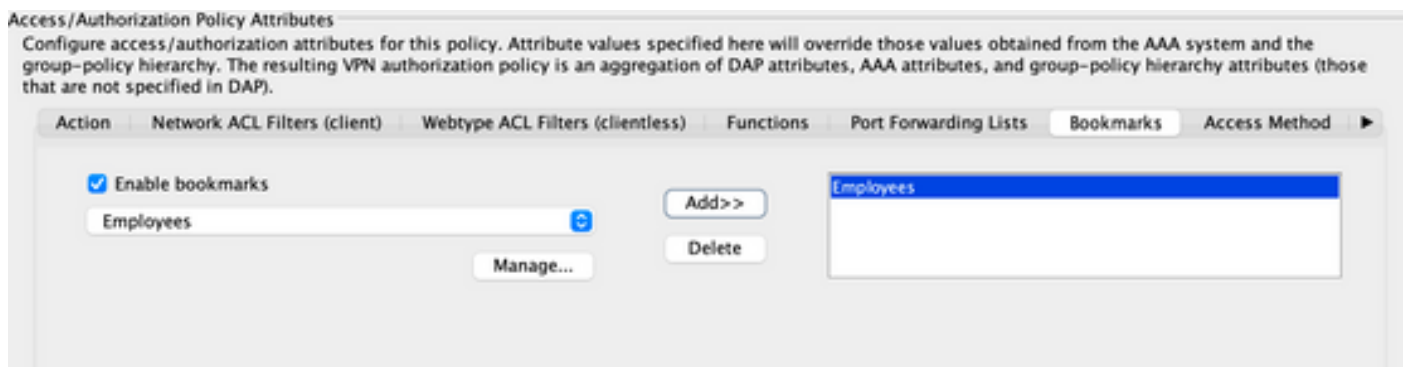 Access/Authorization Policy Attributes
Configure access/authorization attributes for this policy. Attribute values specified here will override those values obtained from the AAA system and the
group-policy hierarchy. The resulting VPN authorization policy is an aggregation of DAP attributes, AAA attributes, and group-policy hierarchy attributes (those
that are not specified in DAP).
Action Network ACL Filters (client) Webtype ACL Filters (clientless) Functions Port Forwarding Lists Bookmarks Access Method
Enable bookmarks
Employees
Manage...
Add>>
Delete
Employees